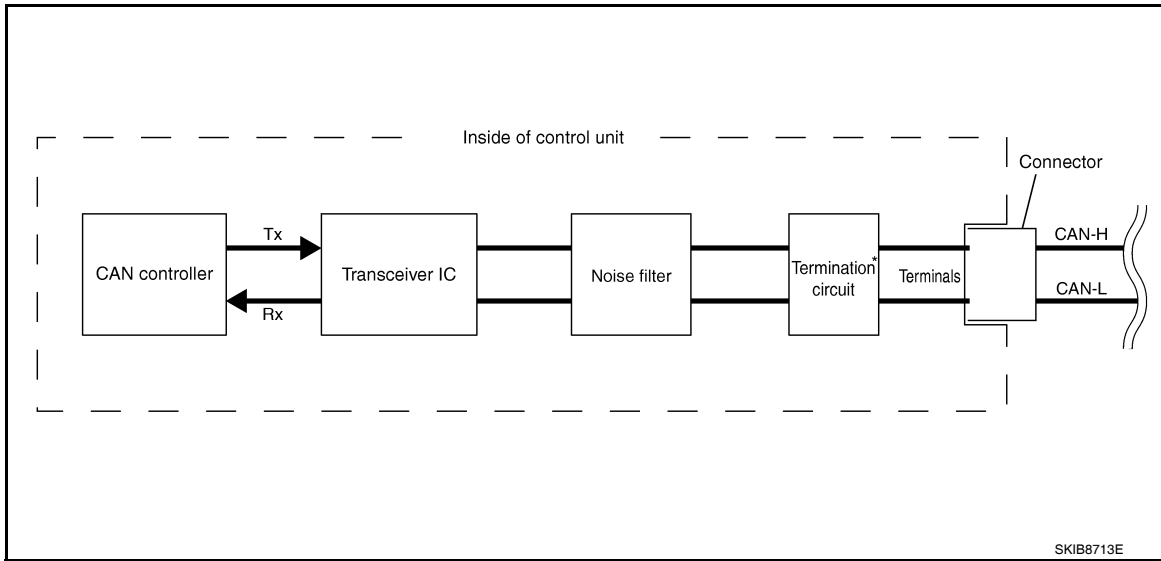 Inside of control unit
Connector
Tx
CAN-H
CAN controller
Transceiver IC
Noise filter
Termination*
circuit
Terminals
CAN-L
Rx
SKIB8713E